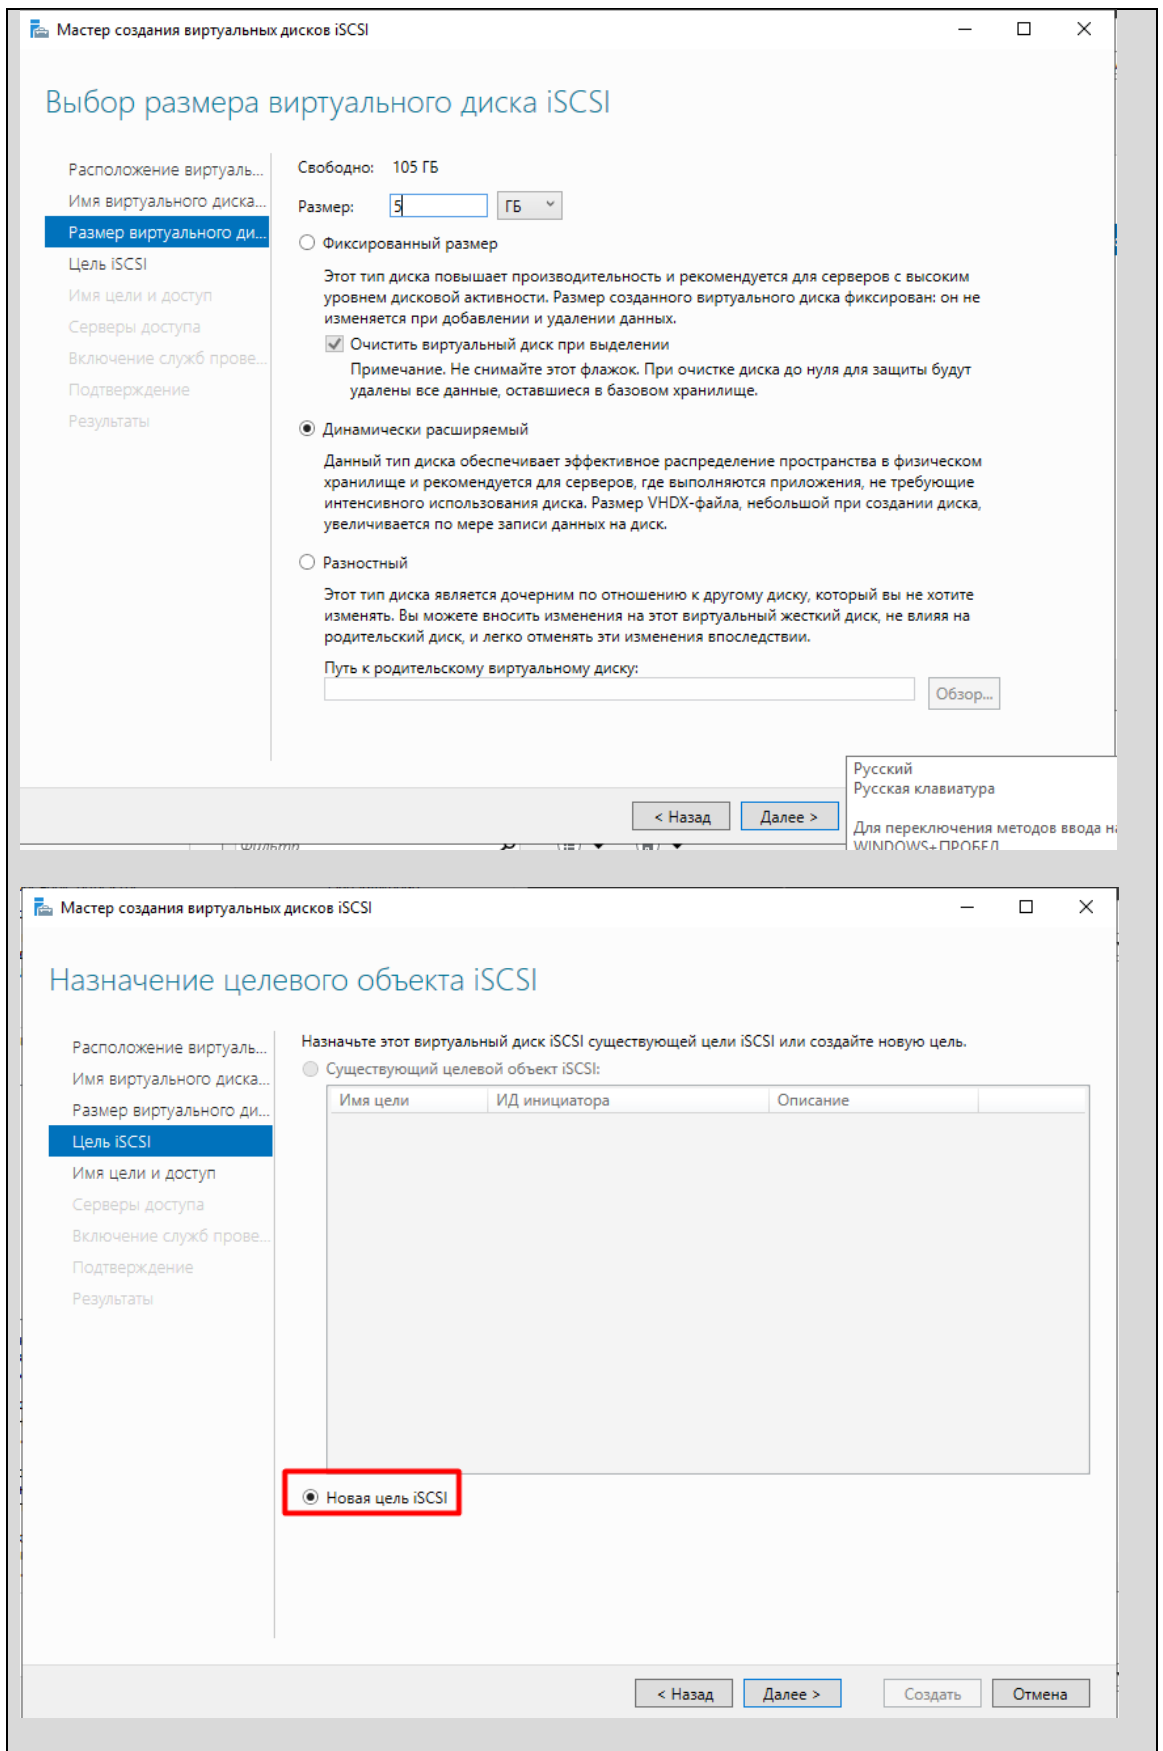 Мастер создания виртуальных дисков iSCSI
Выбор размера виртуального диска iSCSI
Расположение виртуаль...
Имя виртуального диска...
Размер виртуального ди...
Цель iSCSI
Имя цели и доступ
Серверы доступа
Включение служб прове...
Подтверждение
Результаты
Свободно: 105 ГБ
Размер: 5 ГБ
Фиксированный размер
Этот тип диска повышает производительность и рекомендуется для серверов с высоким
уровнем дисковой активности. Размер созданного виртуального диска фиксирован: он не
изменяется при добавлении и удалении данных.
Очистить виртуальный диск при выделении
Примечание. Не снимайте этот флажок. При очистке диска до нуля для защиты будут
удалены все данные, оставшиеся в базовом хранилище.
Динамически расширяемый
Данный тип диска обеспечивает эффективное распределение пространства в физическом
хранилище и рекомендуется для серверов, где выполняются приложения, не требующие
интенсивного использования диска. Размер VHDX-файла, небольшой при создании диска,
увеличивается по мере записи данных на диск.
Разностный
Этот тип диска является дочерним по отношению к другому диску, который вы не хотите
изменять. Вы можете вносить изменения на этот виртуальный жесткий диск, не влияя на
родительский диск, и легко отменять эти изменения впоследствии.
Путь к родительскому виртуальному диску:
Обзор...
Русский
Русская клавиатура
< Назад Далее >
Для переключения методов ввода на
WINDOWS+ПРОБЕЛ
Фильтр
Мастер создания виртуальных дисков iSCSI
Назначение целевого объекта iSCSI
Расположение виртуаль...
Имя виртуального диска...
Размер виртуального ди...
Цель iSCSI
Имя цели и доступ
Серверы доступа
Включение служб прове...
Подтверждение
Результаты
Назначьте этот виртуальный диск iSCSI существующей цели iSCSI или создайте новую цель.
Существующий целевой объект iSCSI:
Имя цели ИД инициатора Описание
Новая цель iSCSI
< Назад Далее > Создать Отмена